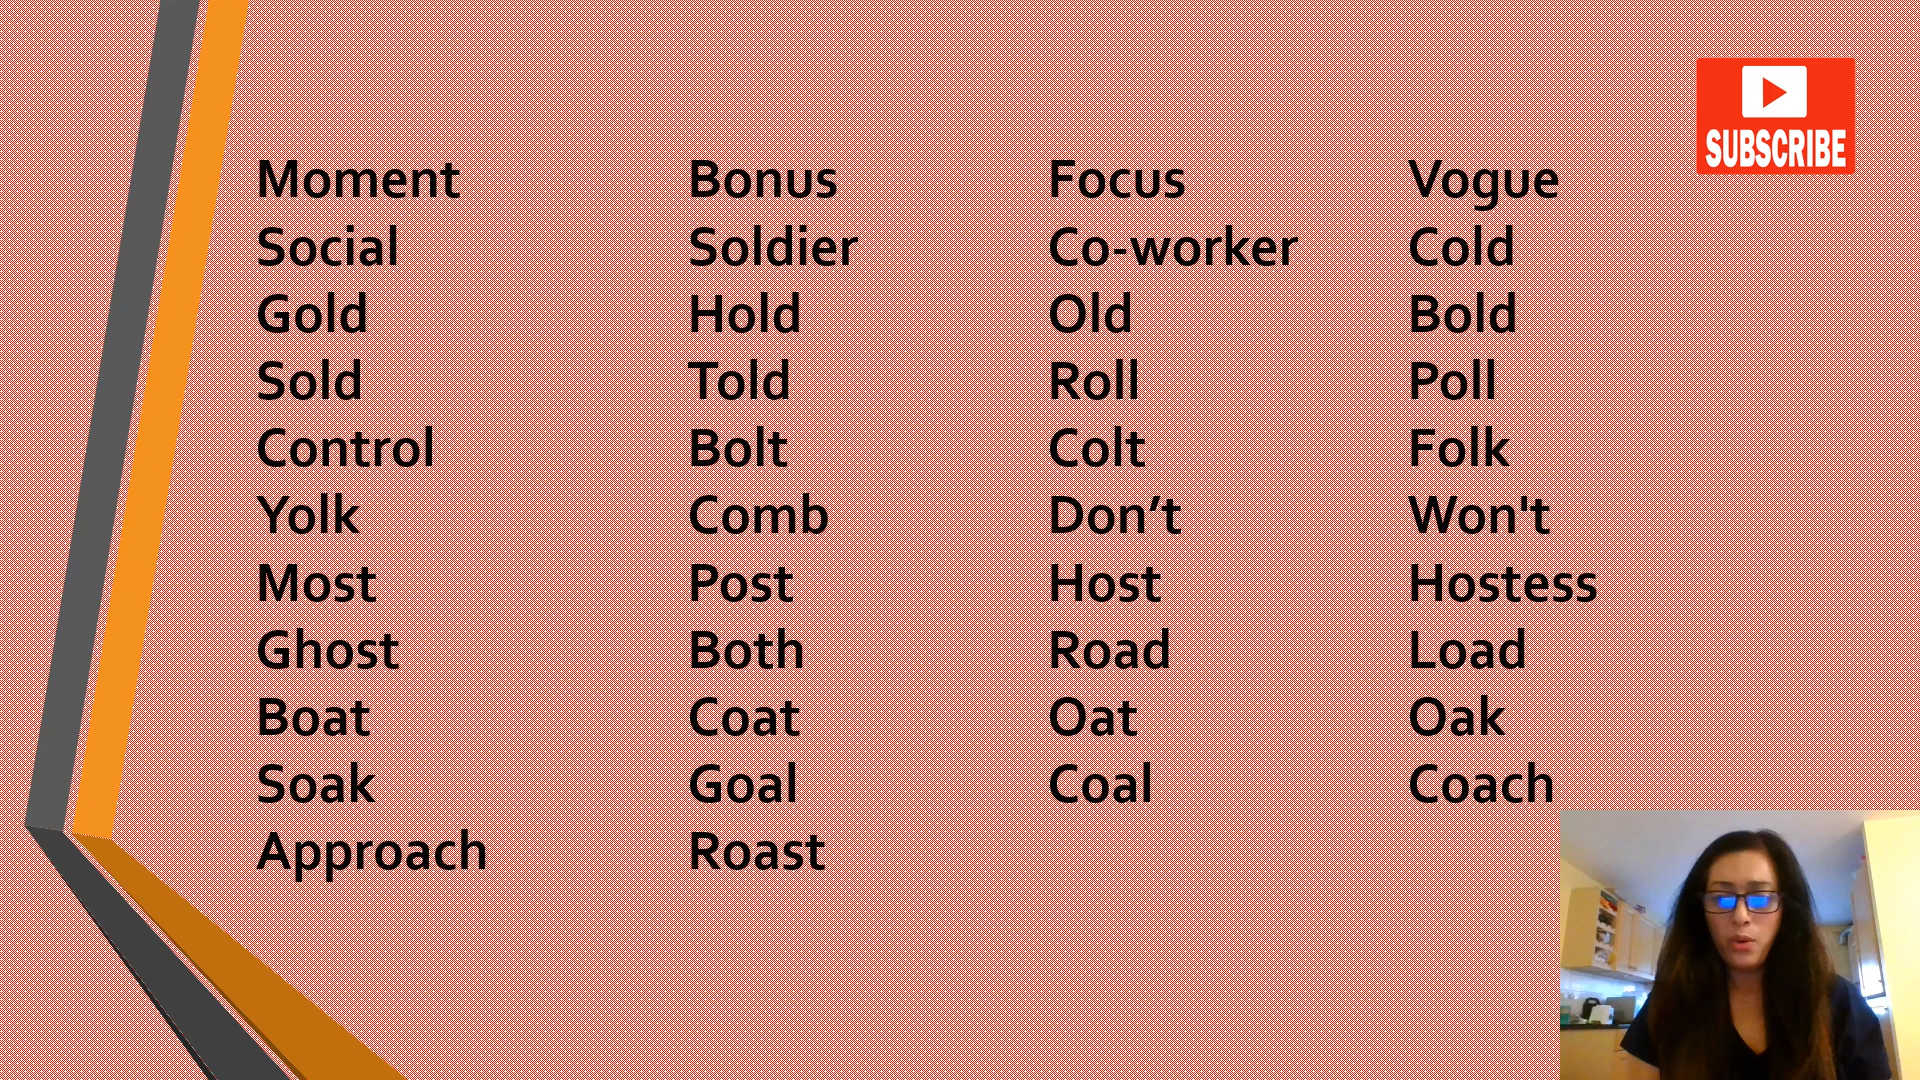 SUBSCRIBE
Moment Bonus Focus Vogue
Social Soldier Co-worker Cold
Gold Hold Old Bold
Sold Told Roll Poll
Control Bolt Colt Folk
Yolk Comb Don’t Won't
Most Post Host Hostess
Ghost Both Road Load
Boat Coat Oat Oak
Soak Goal Coal Coach
Approach Roast